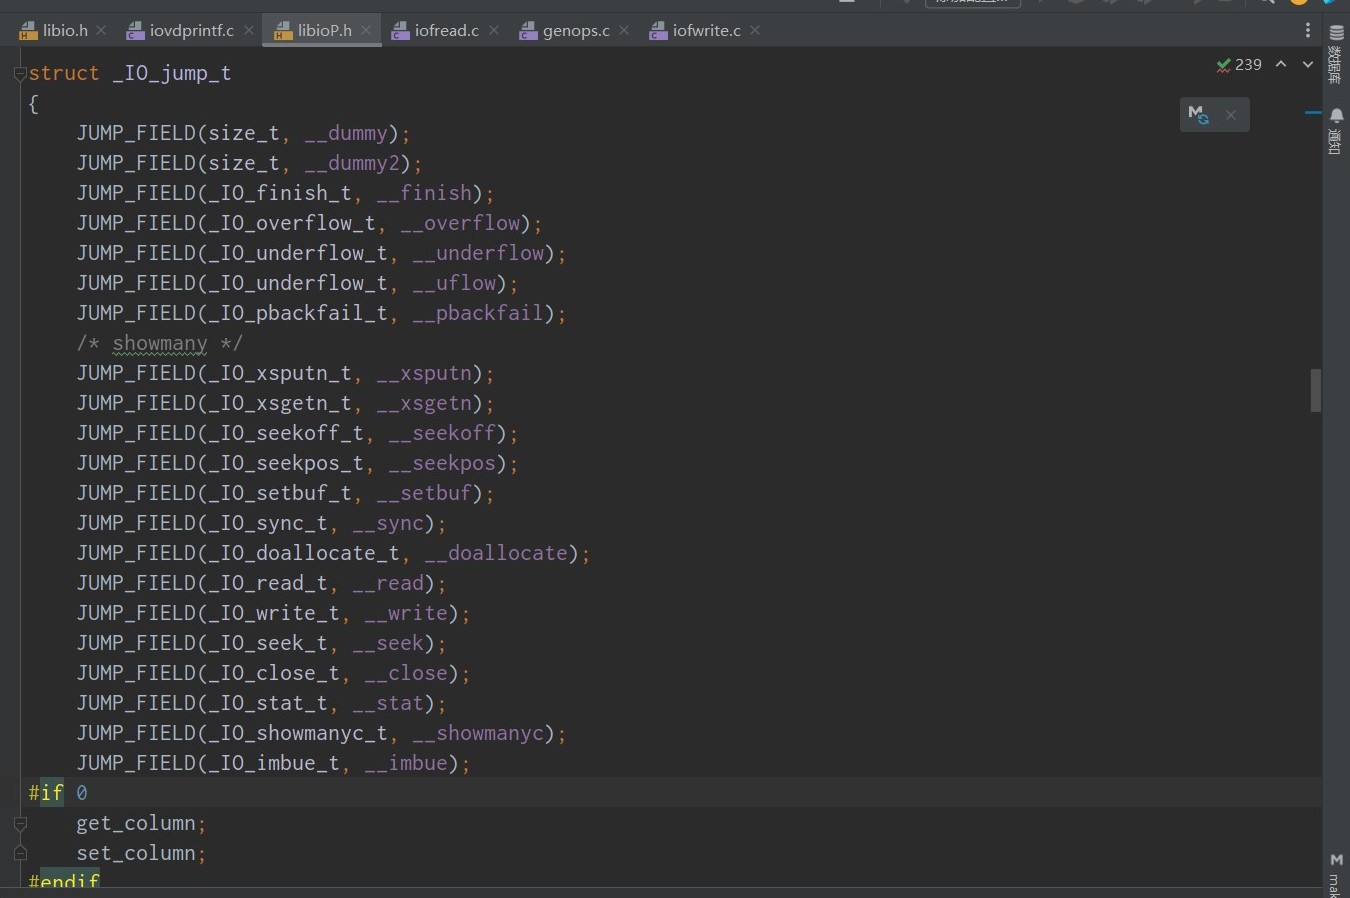 libio.h iovdprintf.c libioP.h iofread.c genops.c iofwrite.c
struct _IO_jump_t
239
{
JUMP_FIELD(size_t, __dummy);
JUMP_FIELD(size_t, __dummy2);
JUMP_FIELD(_IO_finish_t, __finish);
JUMP_FIELD(_IO_overflow_t, __overflow);
JUMP_FIELD(_IO_underflow_t, __underflow);
JUMP_FIELD(_IO_underflow_t, __uflow);
JUMP_FIELD(_IO_pbackfail_t, __pbackfail);
/* showmany */
JUMP_FIELD(_IO_xsputn_t, __xsputn);
JUMP_FIELD(_IO_xsgetn_t, __xsgetn);
JUMP_FIELD(_IO_seekoff_t, __seekoff);
JUMP_FIELD(_IO_seekpos_t, __seekpos);
JUMP_FIELD(_IO_setbuf_t, __setbuf);
JUMP_FIELD(_IO_sync_t, __sync);
JUMP_FIELD(_IO_doallocate_t, __doallocate);
JUMP_FIELD(_IO_read_t, __read);
JUMP_FIELD(_IO_write_t, __write);
JUMP_FIELD(_IO_seek_t, __seek);
JUMP_FIELD(_IO_close_t, __close);
JUMP_FIELD(_IO_stat_t, __stat);
JUMP_FIELD(_IO_showmanyc_t, __showmanyc);
JUMP_FIELD(_IO_imbue_t, __imbue);
#if 0
get_column;
set_column;
#endif
数据库
通知
M
mak